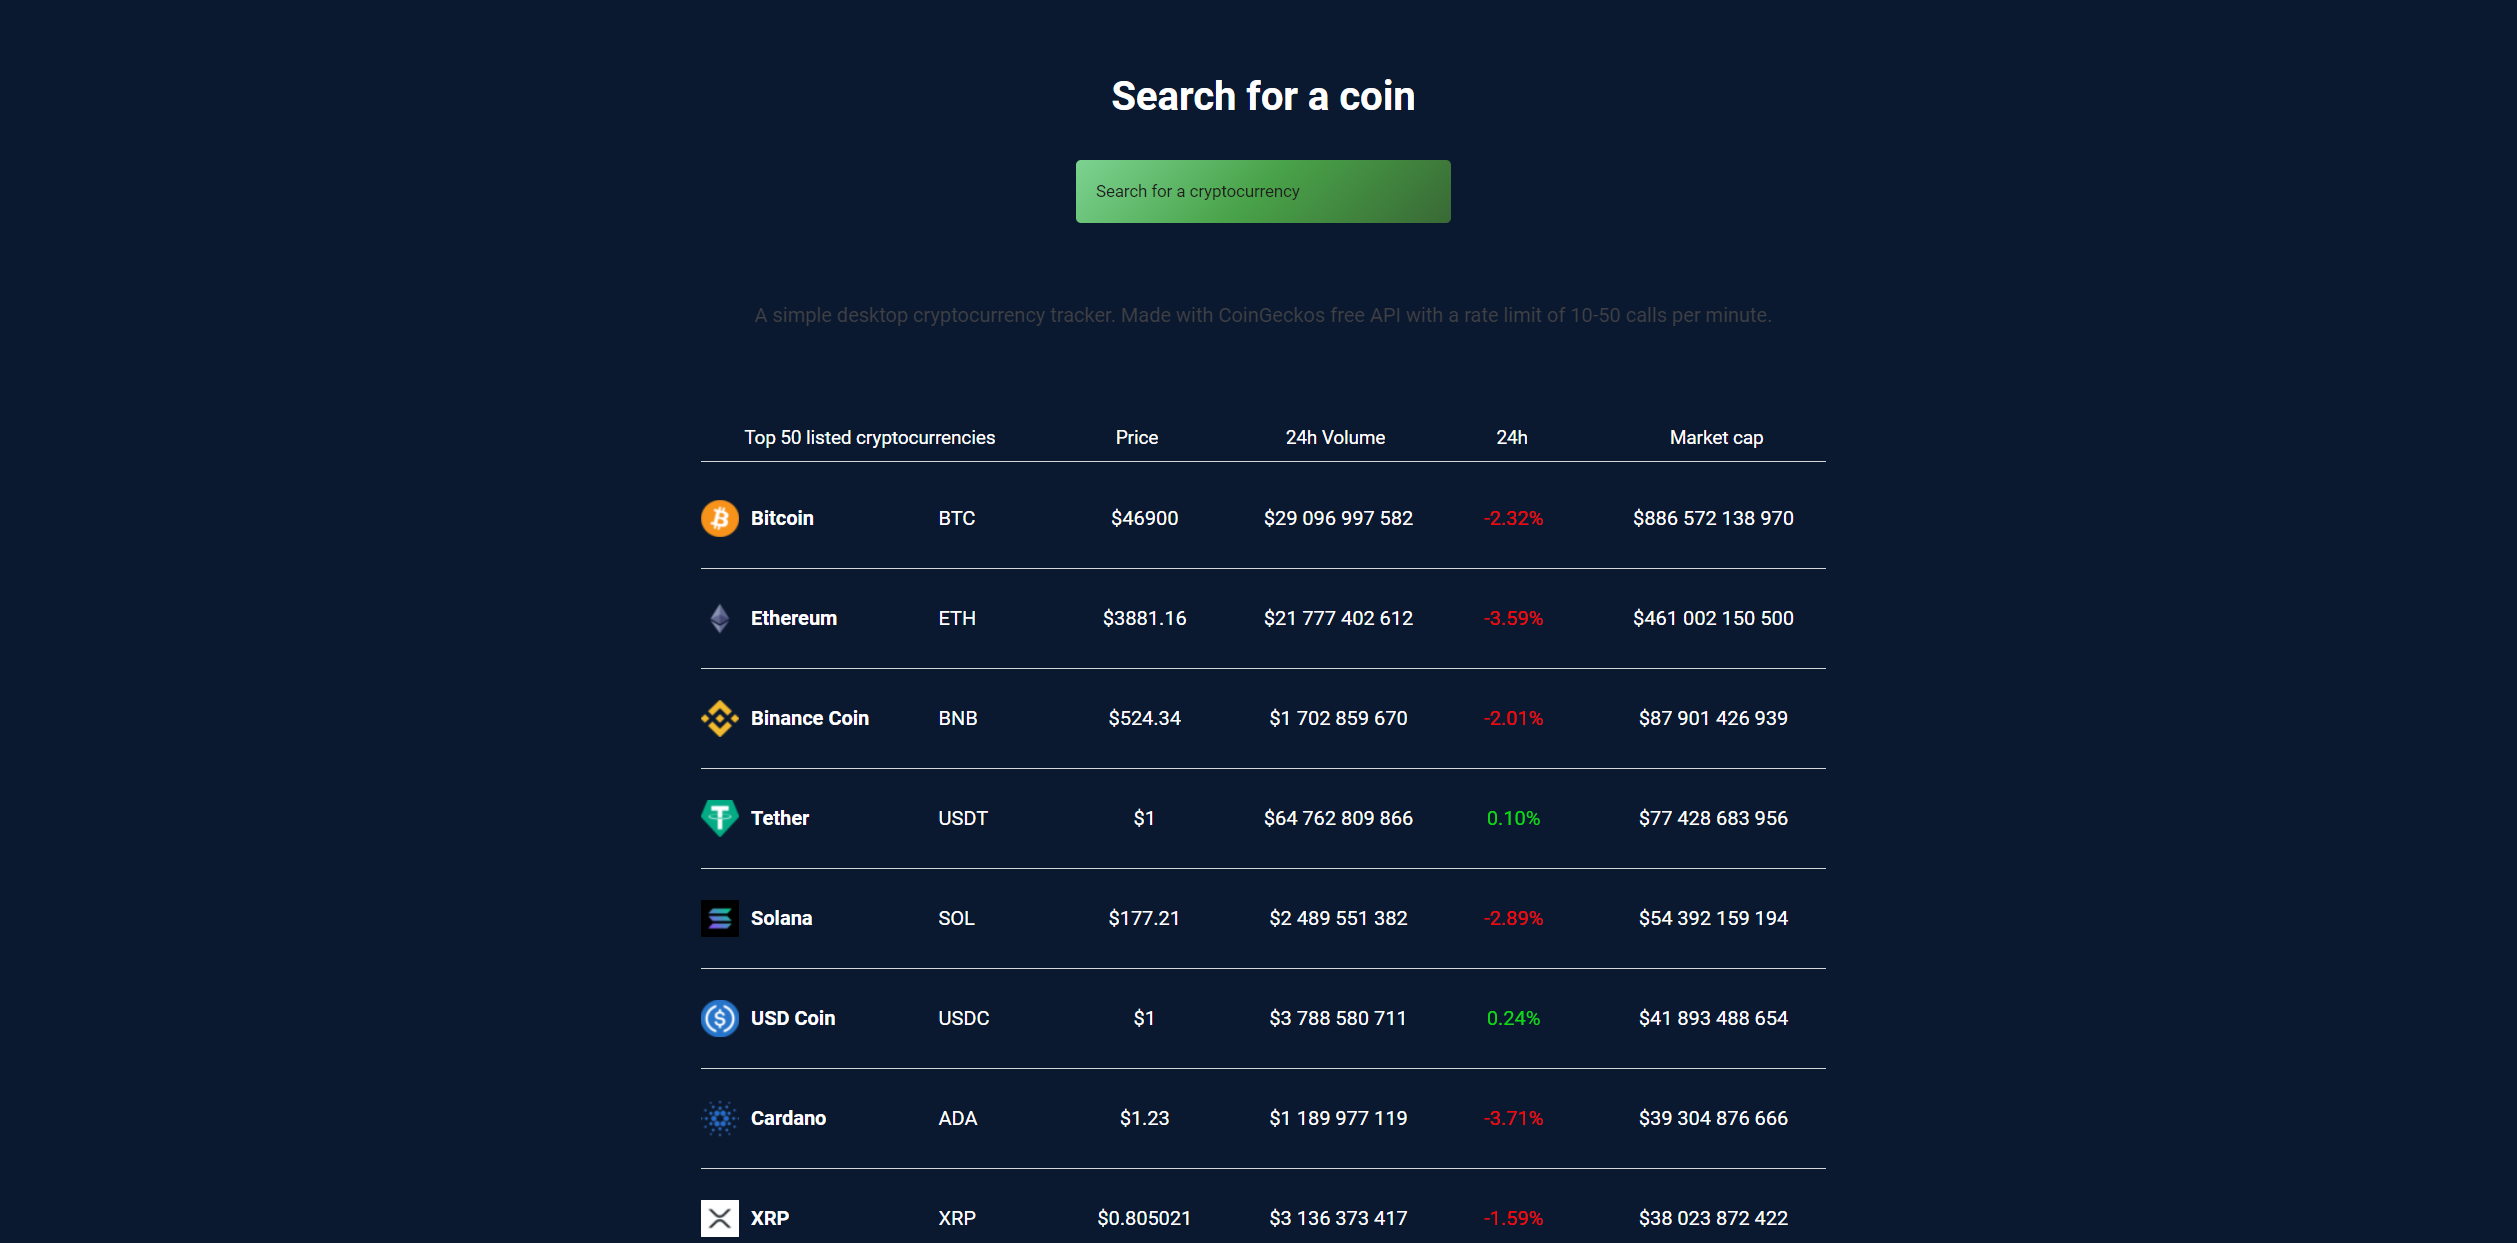 Search for a coin
Search for a cryptocurrency
A simple desktop cryptocurrency tracker. Made with CoinGeckos free API with a rate limit of 10-50 calls per minute.
Top 50 listed cryptocurrencies Price 24h Volume 24h Market cap
Bitcoin BTC $46900 $29 096 997 582 -2.32% $886 572 138 970
Ethereum ETH $3881.16 $21 777 402 612 -3.59% $461 002 150 500
Binance Coin BNB $524.34 $1 702 859 670 -2.01% $87 901 426 939
Tether USDT $1 $64 762 809 866 0.10% $77 428 683 956
Solana SOL $177.21 $2 489 551 382 -2.89% $54 392 159 194
USD Coin USDC $1 $3 788 580 711 0.24% $41 893 488 654
Cardano ADA $1.23 $1 189 977 119 -3.71% $39 304 876 666
XRP XRP $0.805021 $3 136 373 417 -1.59% $38 023 872 422